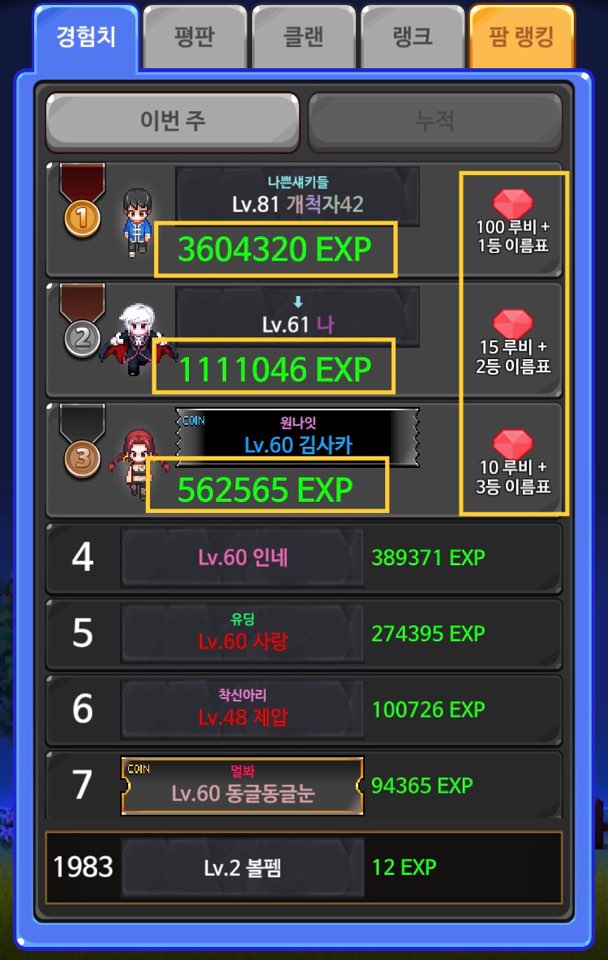 경험치
평판
클랜
랭크
팜 랭킹
이번 주
누적
1
나쁜섀키들
Lv.81 개척자42
3604320 EXP
100 루비 +
1등 이름표
2
Lv.61 나
1111046 EXP
15 루비 +
2등 이름표
3
COIN
원나잇
Lv.60 김사카
562565 EXP
10 루비 +
3등 이름표
4
Lv.60 인네
389371 EXP
5
유딩
Lv.60 사랑
274395 EXP
6
착신아리
Lv.48 제압
100726 EXP
7
COIN
멀봐
Lv.60 동글동글눈
94365 EXP
1983
Lv.2 볼펨
12 EXP